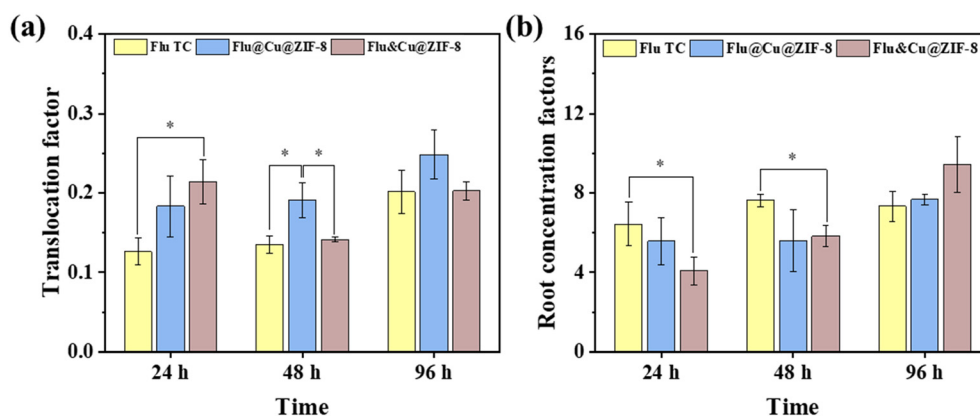 (a)
Translocation factor
0.4
0.3
0.2
0.1
0.0
Flu TC Flu@Cu@ZIF-8 Flu&Cu@ZIF-8
*
* *
24 h 48 h 96 h
Time
(b)
Root concentration factors
16
12
8
4
0
Flu TC Flu@Cu@ZIF-8 Flu&Cu@ZIF-8
* *
24 h 48 h 96 h
Time